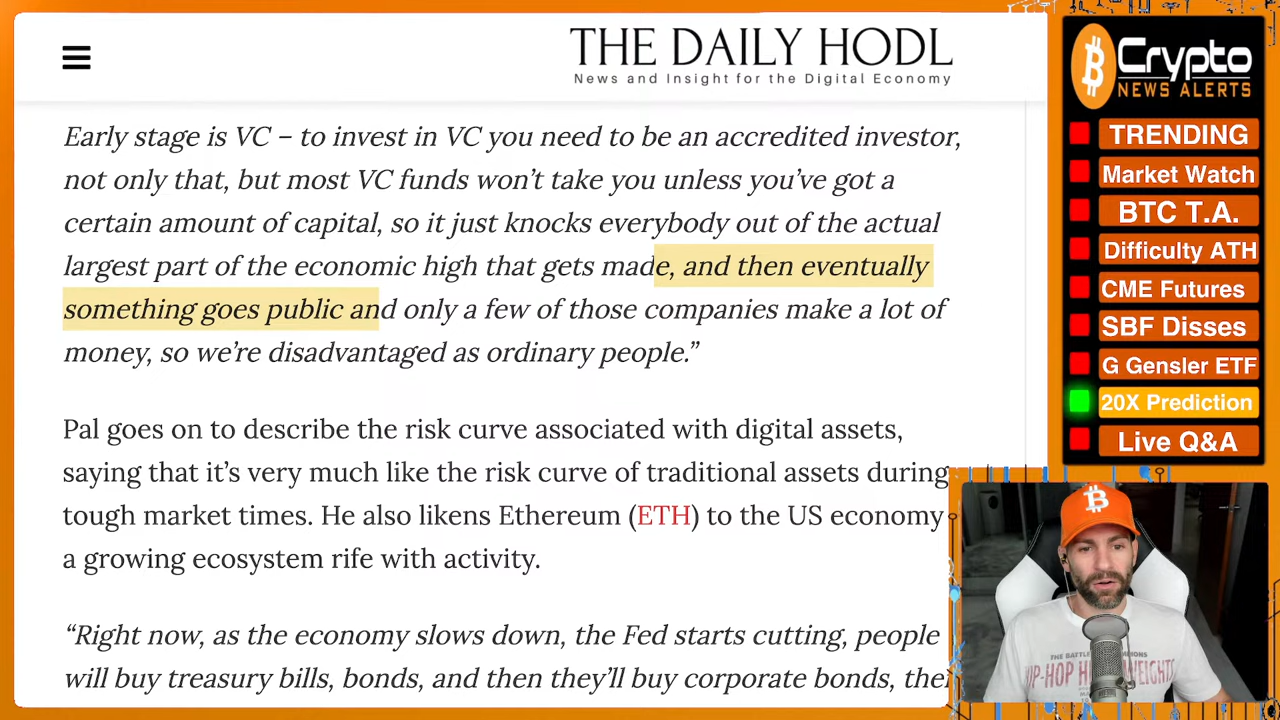 THE DAILY HODL
News and Insight for the Digital Economy
Early stage is VC – to invest in VC you need to be an accredited investor,
not only that, but most VC funds won’t take you unless you’ve got a
certain amount of capital, so it just knocks everybody out of the actual
largest part of the economic high that gets made, and then eventually
something goes public and only a few of those companies make a lot of
money, so we’re disadvantaged as ordinary people.”
Pal goes on to describe the risk curve associated with digital assets,
saying that it’s very much like the risk curve of traditional assets during
tough market times. He also likens Ethereum (ETH) to the US economy
a growing ecosystem rife with activity.
“Right now, as the economy slows down, the Fed starts cutting, people
will buy treasury bills, bonds, and then they’ll buy corporate bonds,
Crypto
NEWS ALERTS
TRENDING
Market Watch
BTC T.A.
Difficulty ATH
CME Futures
SBF Disses
G Gensler ETF
20X Prediction
Live Q&A
HIP-HOP